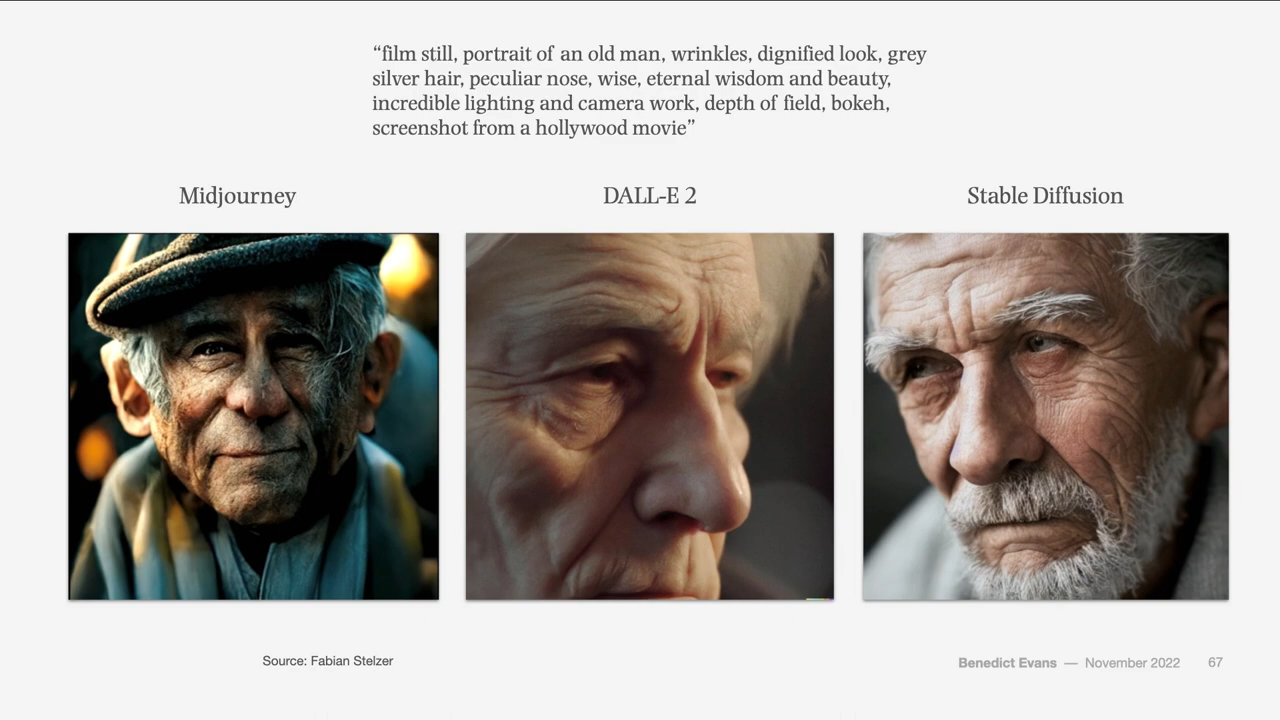 “film still, portrait of an old man, wrinkles, dignified look, grey
silver hair, peculiar nose, wise, eternal wisdom and beauty,
incredible lighting and camera work, depth of field, bokeh,
screenshot from a hollywood movie”
Midjourney
DALL-E 2
Stable Diffusion
Source: Fabian Stelzer
Benedict Evans — November 2022 67